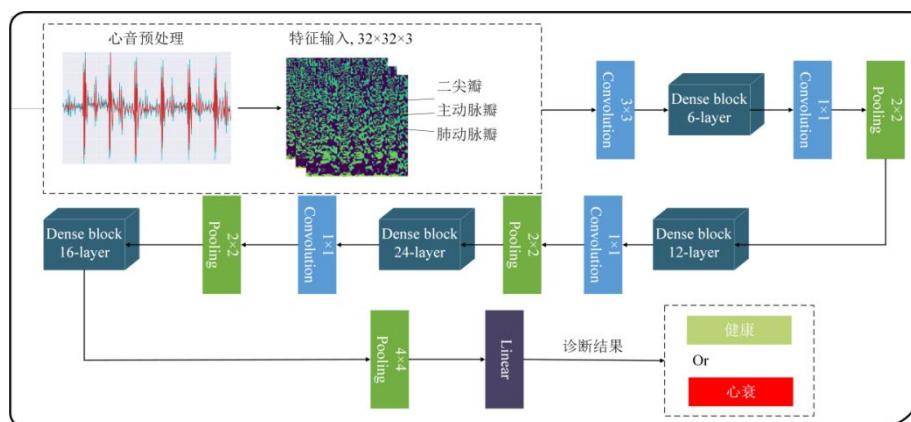 心音预处理
特征输入, 32×32×3
二尖瓣
主动脉瓣
肺动脉瓣
3×3
Convolution
Dense block
6-layer
1×1
Convolution
2×2
Pooling
Dense block
16-layer
2×2
Pooling
1×1
Convolution
Dense block
24-layer
2×2
Pooling
1×1
Convolution
Dense block
12-layer
4×4
Pooling
Linear
诊断结果
健康
Or
心衰